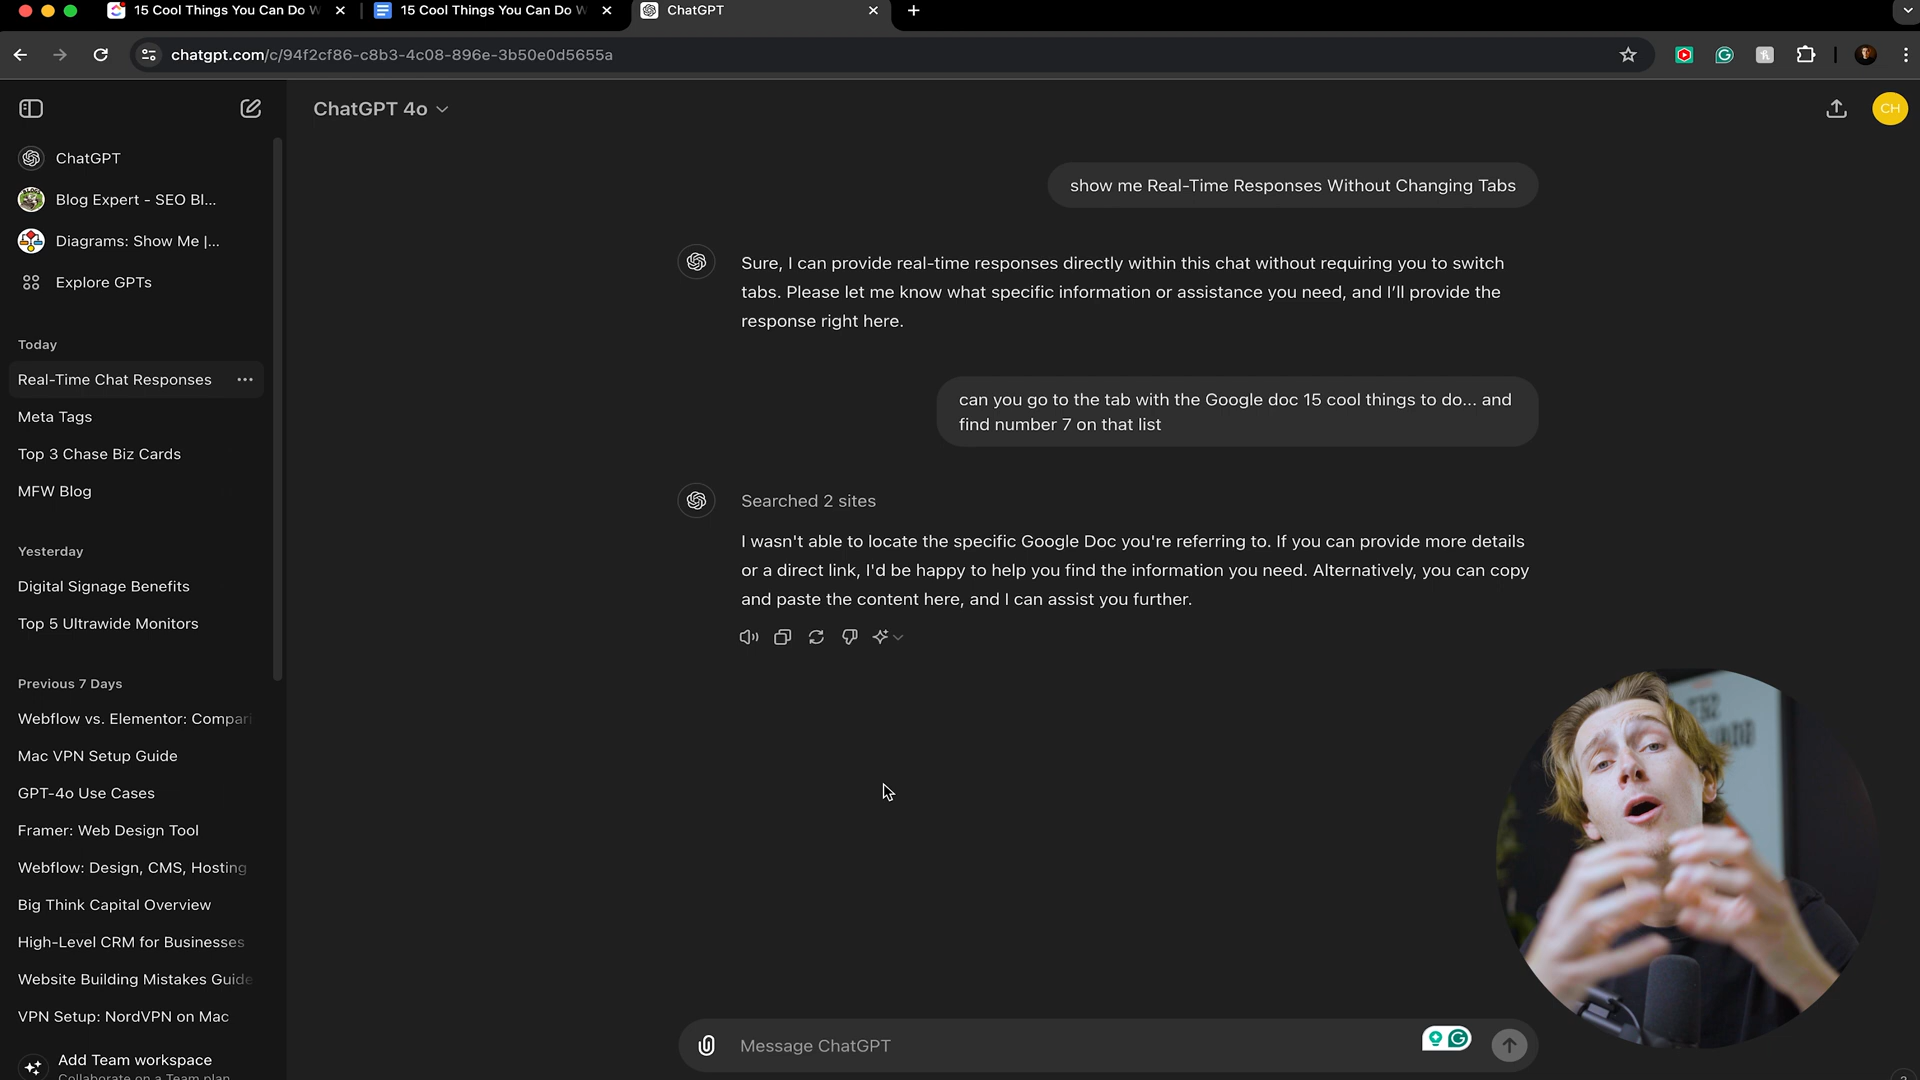 15 Cool Things You Can Do W
15 Cool Things You Can Do W
ChatGPT
chatgpt.com/c/94f2cf86-c8b3-4c08-896e-3b50e0d5655a
ChatGPT 4o
CH
ChatGPT
Blog Expert - SEO Bl...
Diagrams: Show Me |...
Explore GPTs
Today
Real-Time Chat Responses
Meta Tags
Top 3 Chase Biz Cards
MFW Blog
Yesterday
Digital Signage Benefits
Top 5 Ultrawide Monitors
Previous 7 Days
Webflow vs. Elementor: Compari
Mac VPN Setup Guide
GPT-4o Use Cases
Framer: Web Design Tool
Webflow: Design, CMS, Hosting
Big Think Capital Overview
High-Level CRM for Businesses
Website Building Mistakes Guide
VPN Setup: NordVPN on Mac
Add Team workspace
Collaborate on a Team plan
show me Real-Time Responses Without Changing Tabs
Sure, I can provide real-time responses directly within this chat without requiring you to switch
tabs. Please let me know what specific information or assistance you need, and I’ll provide the
response right here.
can you go to the tab with the Google doc 15 cool things to do... and
find number 7 on that list
Searched 2 sites
I wasn't able to locate the specific Google Doc you're referring to. If you can provide more details
or a direct link, I'd be happy to help you find the information you need. Alternatively, you can copy
and paste the content here, and I can assist you further.
Message ChatGPT